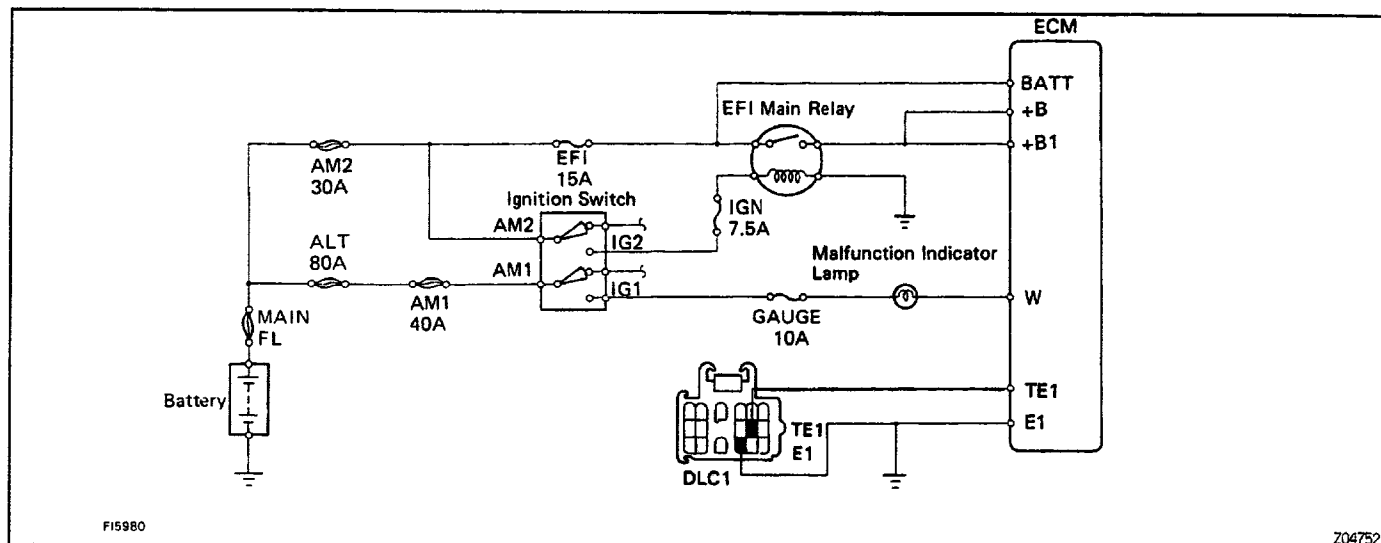 ECM
BATT
+B
+B1
EFI Main Relay
AM2
30A
EFI
15A
Ignition Switch
AM2
IG2
IGN
7.5A
ALT
80A
AM1
40A
AM1
IG1
GAUGE
10A
Malfunction Indicator
Lamp
W
MAIN
FL
Battery
TE1
E1
TE1
E1
DLC1
FI5980
Z04752